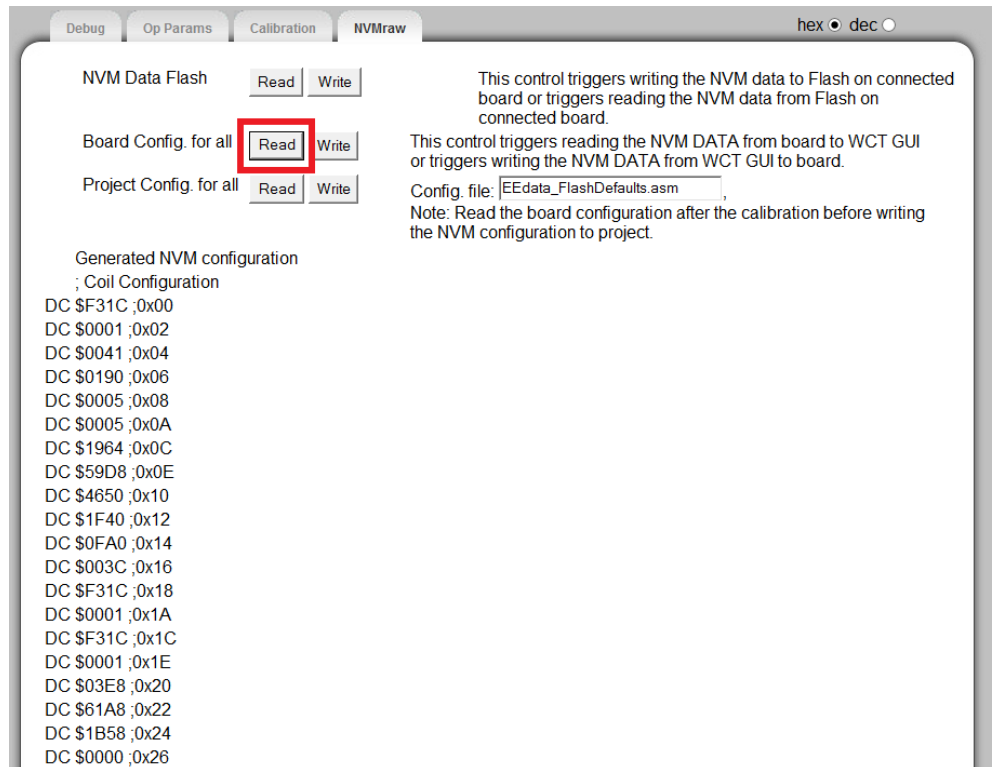 Debug Op Params Calibration NVMraw hex dec
NVM Data Flash Read Write
This control triggers writing the NVM data to Flash on connected
board or triggers reading the NVM data from Flash on
connected board.
Board Config. for all Read Write
This control triggers reading the NVM DATA from board to WCT GUI
or triggers writing the NVM DATA from WCT GUI to board.
Project Config. for all Read Write
Config. file: EEdata_FlashDefaults.asm ,
Note: Read the board configuration after the calibration before writing
the NVM configuration to project.
Generated NVM configuration
; Coil Configuration
DC $F31C ;0x00
DC $0001 ;0x02
DC $0041 ;0x04
DC $0190 ;0x06
DC $0005 ;0x08
DC $0005 ;0x0A
DC $1964 ;0x0C
DC $59D8 ;0x0E
DC $4650 ;0x10
DC $1F40 ;0x12
DC $0FA0 ;0x14
DC $003C ;0x16
DC $F31C ;0x18
DC $0001 ;0x1A
DC $F31C ;0x1C
DC $0001 ;0x1E
DC $03E8 ;0x20
DC $61A8 ;0x22
DC $1B58 ;0x24
DC $0000 ;0x26